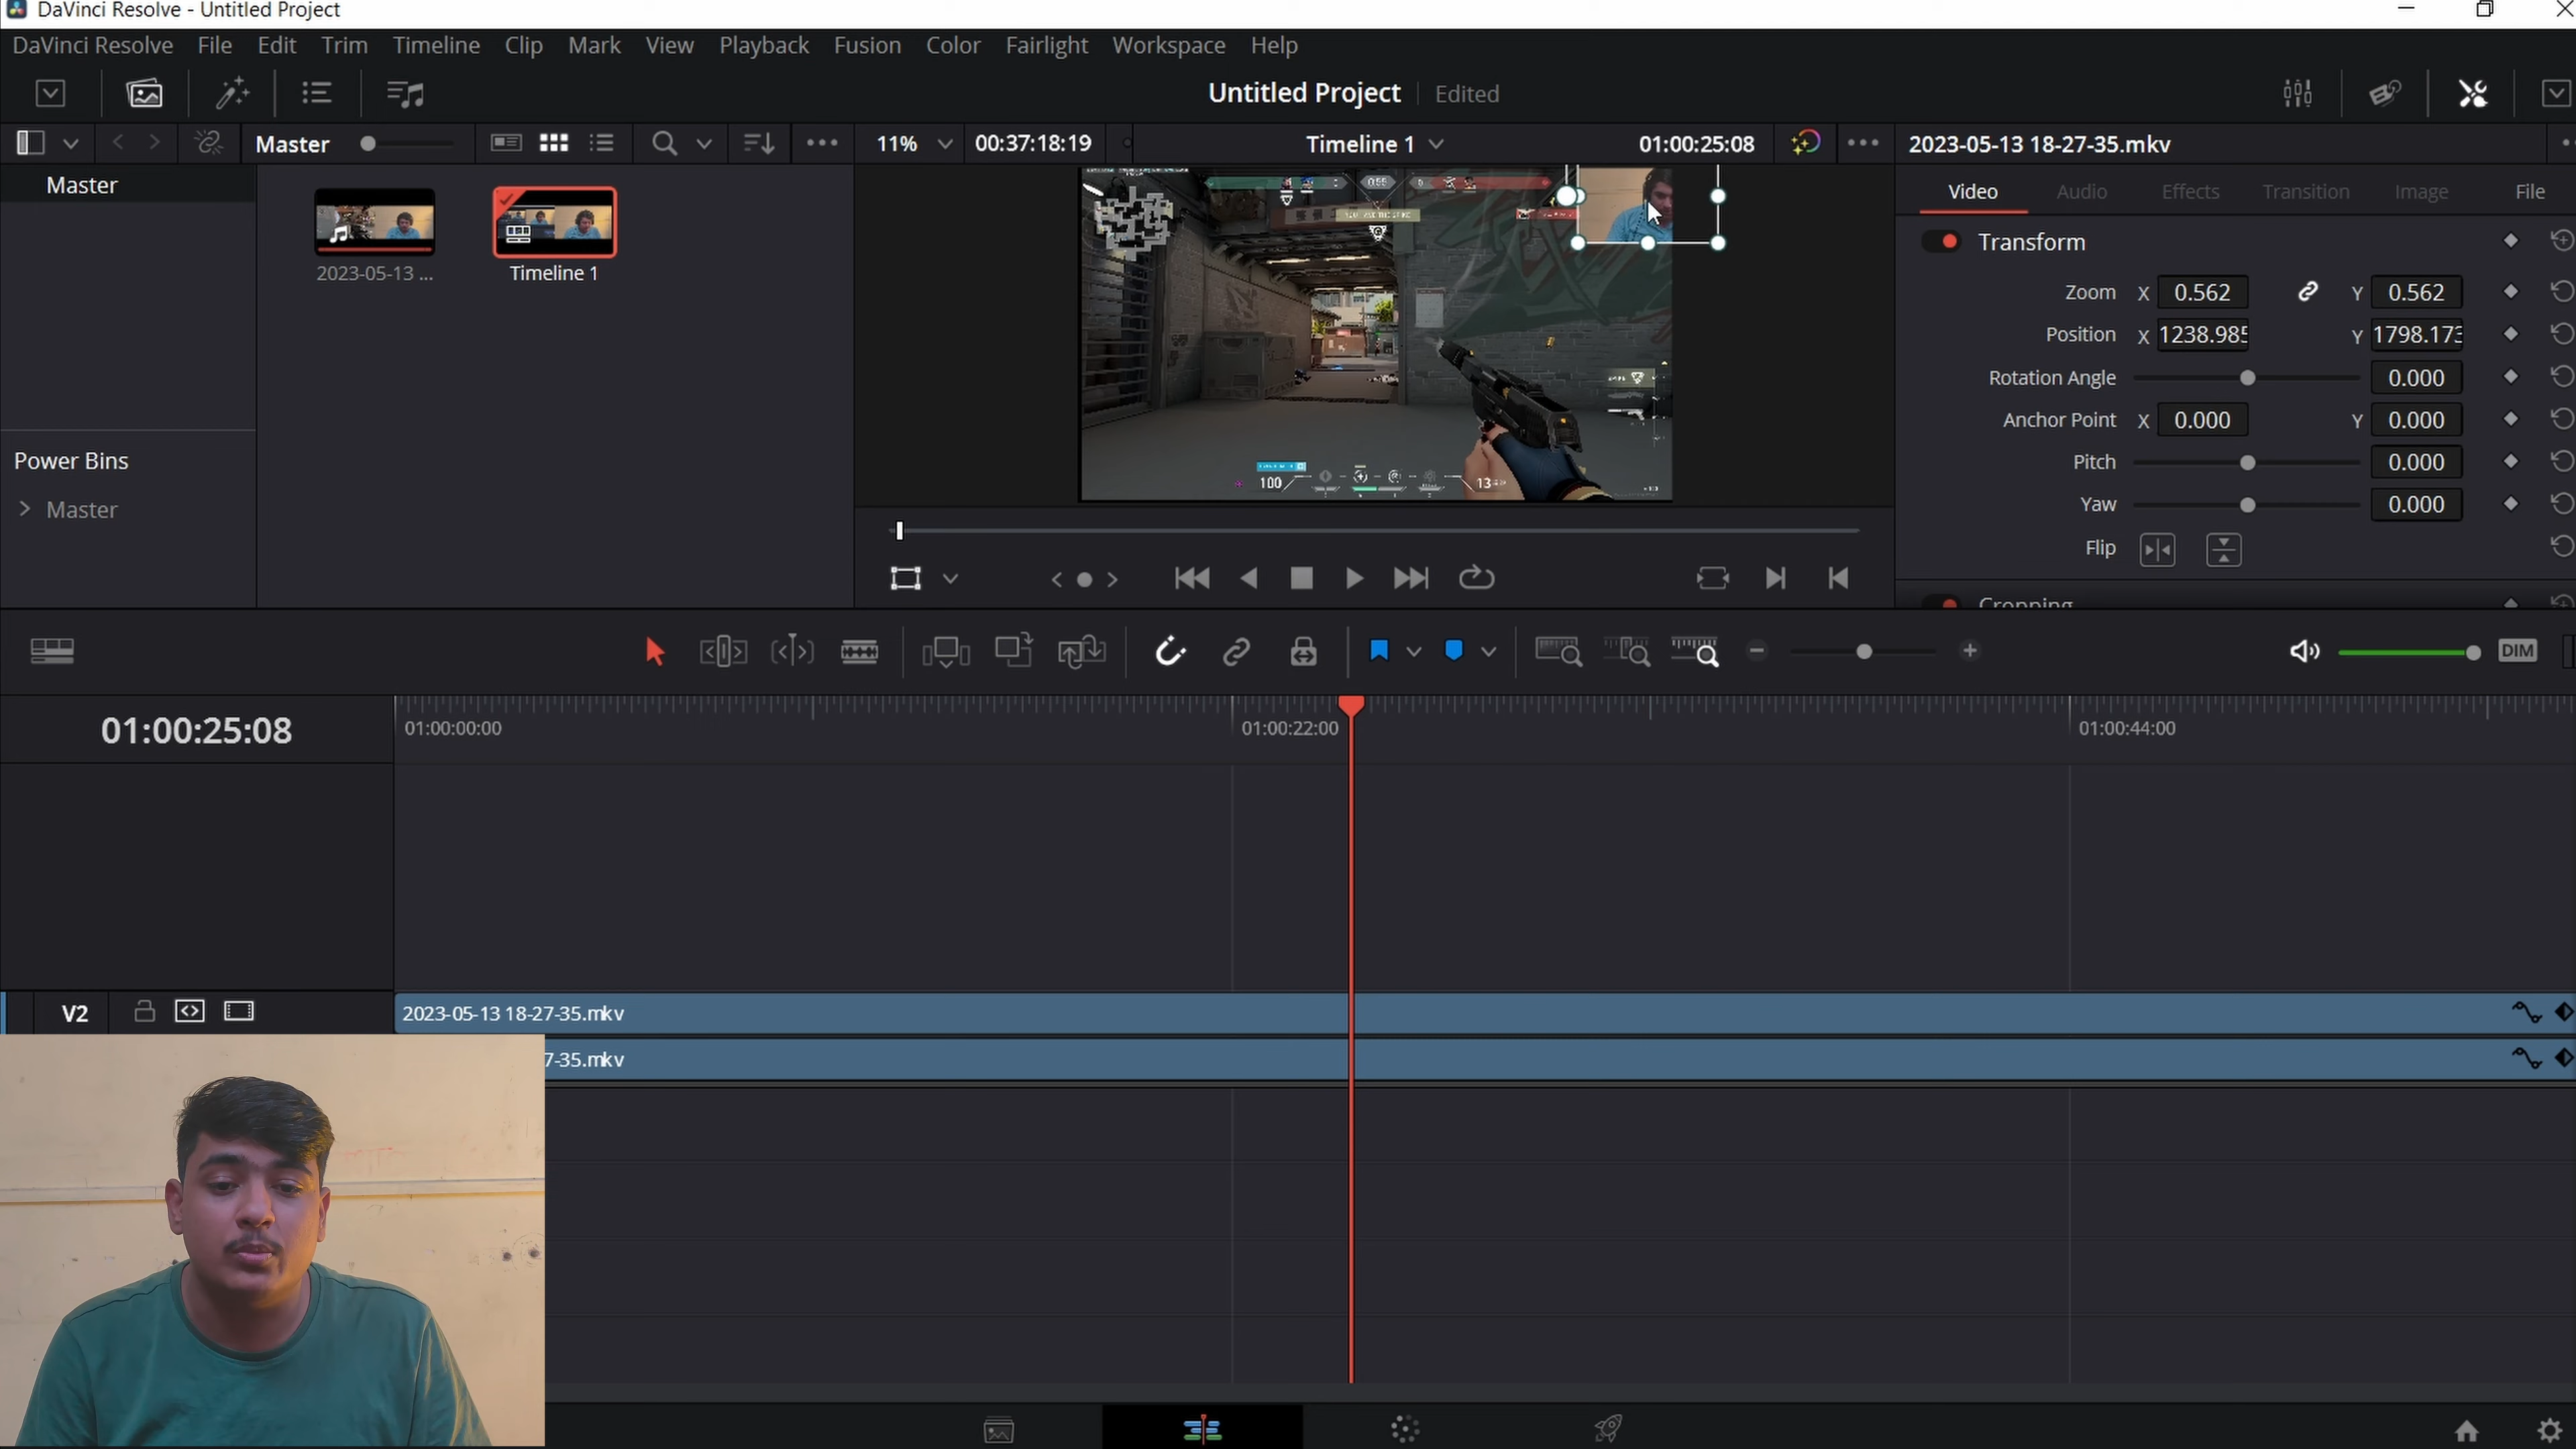 DaVinci Resolve - Untitled Project
DaVinci Resolve File Edit Trim Timeline Clip Mark View Playback Fusion Color Fairlight Workspace Help
Untitled Project Edited
Master 11% 00:37:18:19 Timeline 1 01:00:25:08 2023-05-13 18-27-35.mkv
Master
2023-05-13 ...
Timeline 1
Power Bins
Master
0:55
100
13
Video Audio Effects Transition Image File
Transform
Zoom X 0.562 Y 0.562
Position X 1238.985 Y 1798.173
Rotation Angle 0.000
Anchor Point X 0.000 Y 0.000
Pitch 0.000
Yaw 0.000
Flip
Cropping
DIM
01:00:25:08 01:00:00:00 01:00:22:00 01:00:44:00
V2 2023-05-13 18-27-35.mkv
7-35.mkv